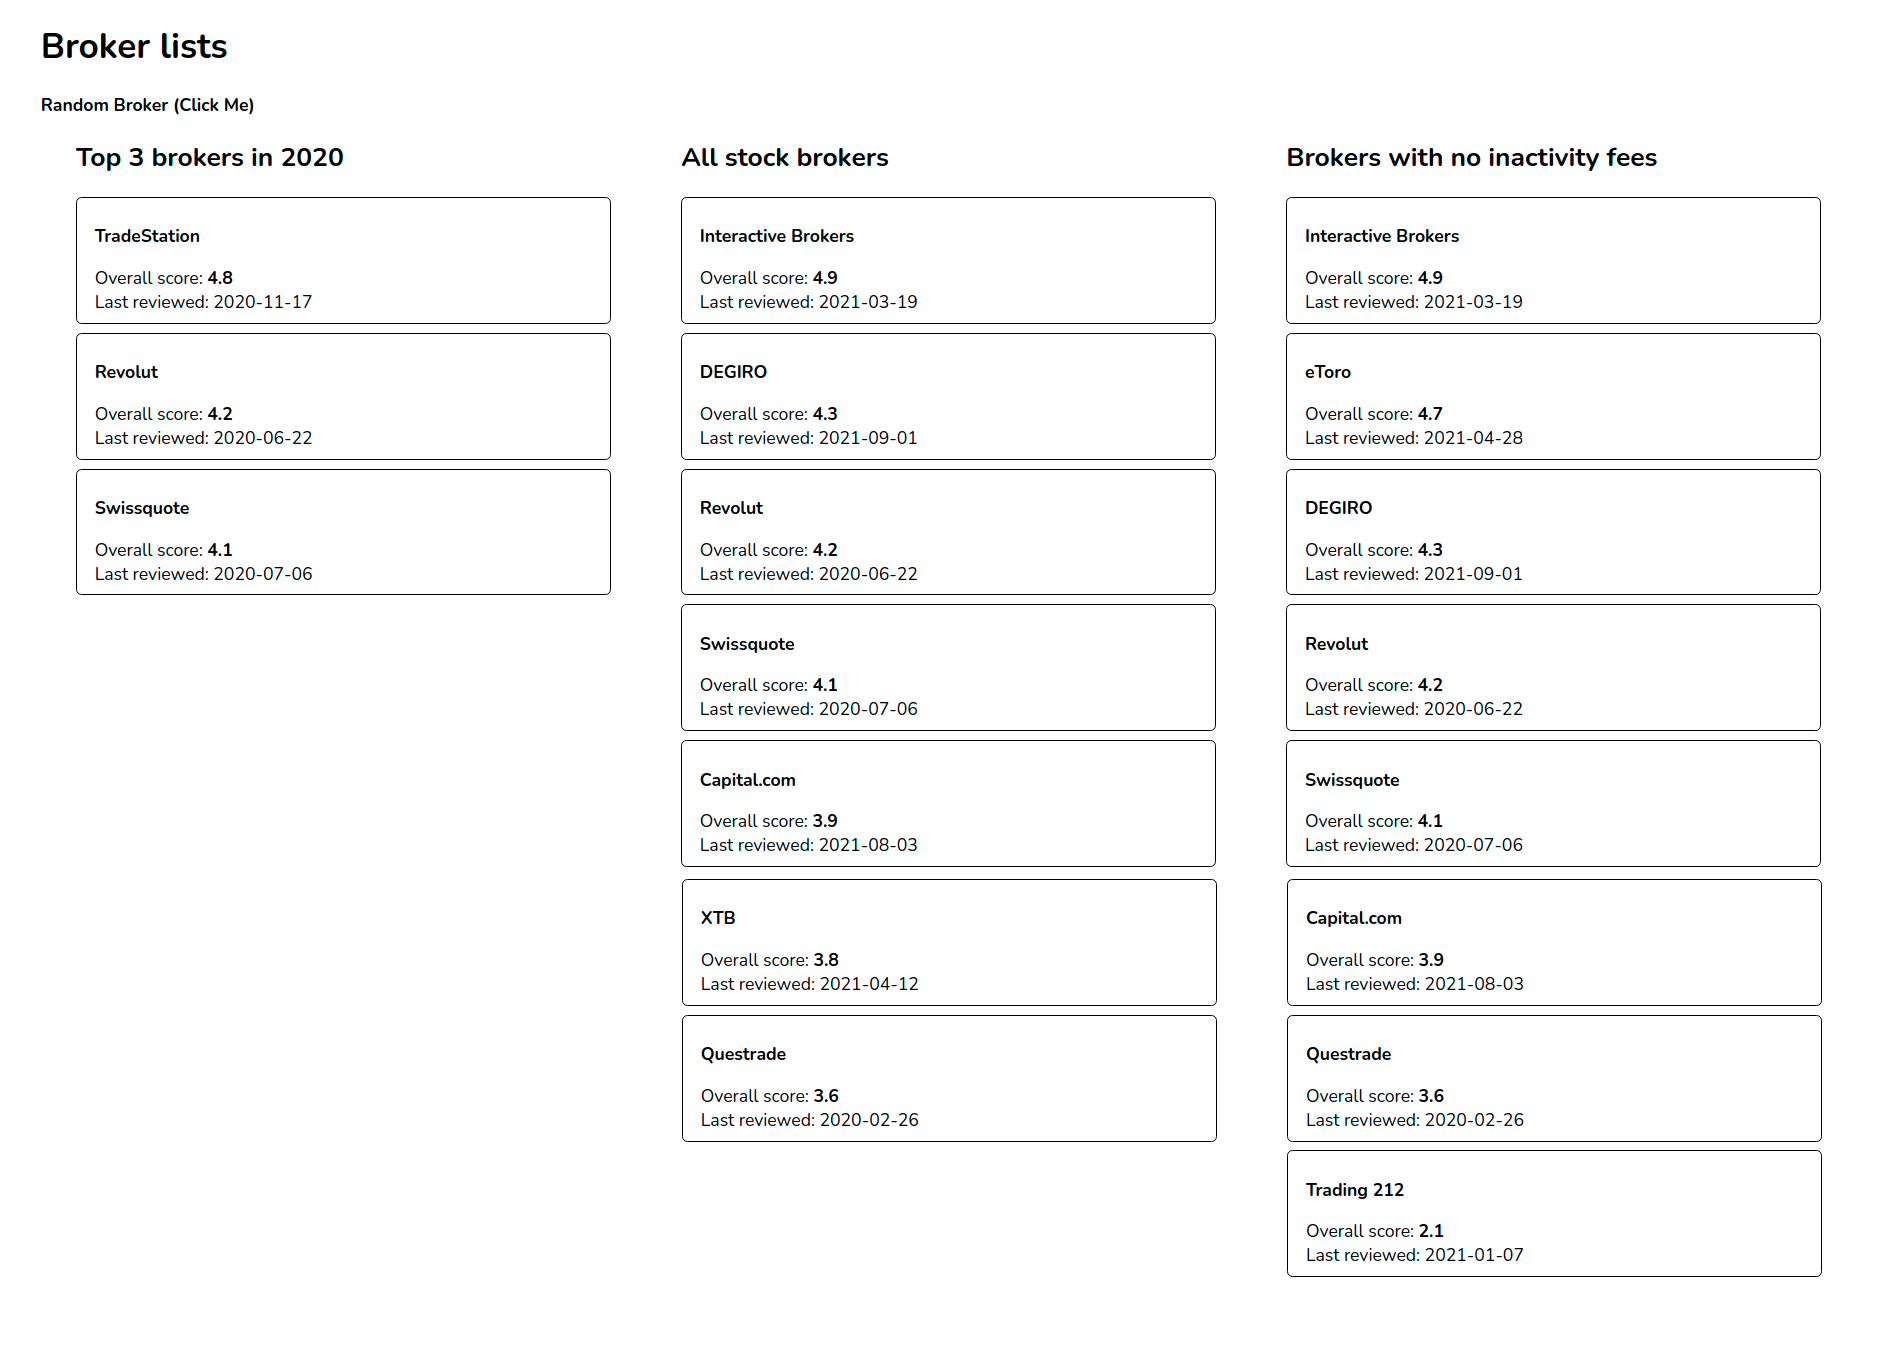 Broker lists
Random Broker (Click Me)
Top 3 brokers in 2020
TradeStation
Overall score: 4.8
Last reviewed: 2020-11-17
Revolut
Overall score: 4.2
Last reviewed: 2020-06-22
Swissquote
Overall score: 4.1
Last reviewed: 2020-07-06
All stock brokers
Interactive Brokers
Overall score: 4.9
Last reviewed: 2021-03-19
DEGIRO
Overall score: 4.3
Last reviewed: 2021-09-01
Revolut
Overall score: 4.2
Last reviewed: 2020-06-22
Swissquote
Overall score: 4.1
Last reviewed: 2020-07-06
Capital.com
Overall score: 3.9
Last reviewed: 2021-08-03
XTB
Overall score: 3.8
Last reviewed: 2021-04-12
Questrade
Overall score: 3.6
Last reviewed: 2020-02-26
Brokers with no inactivity fees
Interactive Brokers
Overall score: 4.9
Last reviewed: 2021-03-19
eToro
Overall score: 4.7
Last reviewed: 2021-04-28
DEGIRO
Overall score: 4.3
Last reviewed: 2021-09-01
Revolut
Overall score: 4.2
Last reviewed: 2020-06-22
Swissquote
Overall score: 4.1
Last reviewed: 2020-07-06
Capital.com
Overall score: 3.9
Last reviewed: 2021-08-03
Questrade
Overall score: 3.6
Last reviewed: 2020-02-26
Trading 212
Overall score: 2.1
Last reviewed: 2021-01-07